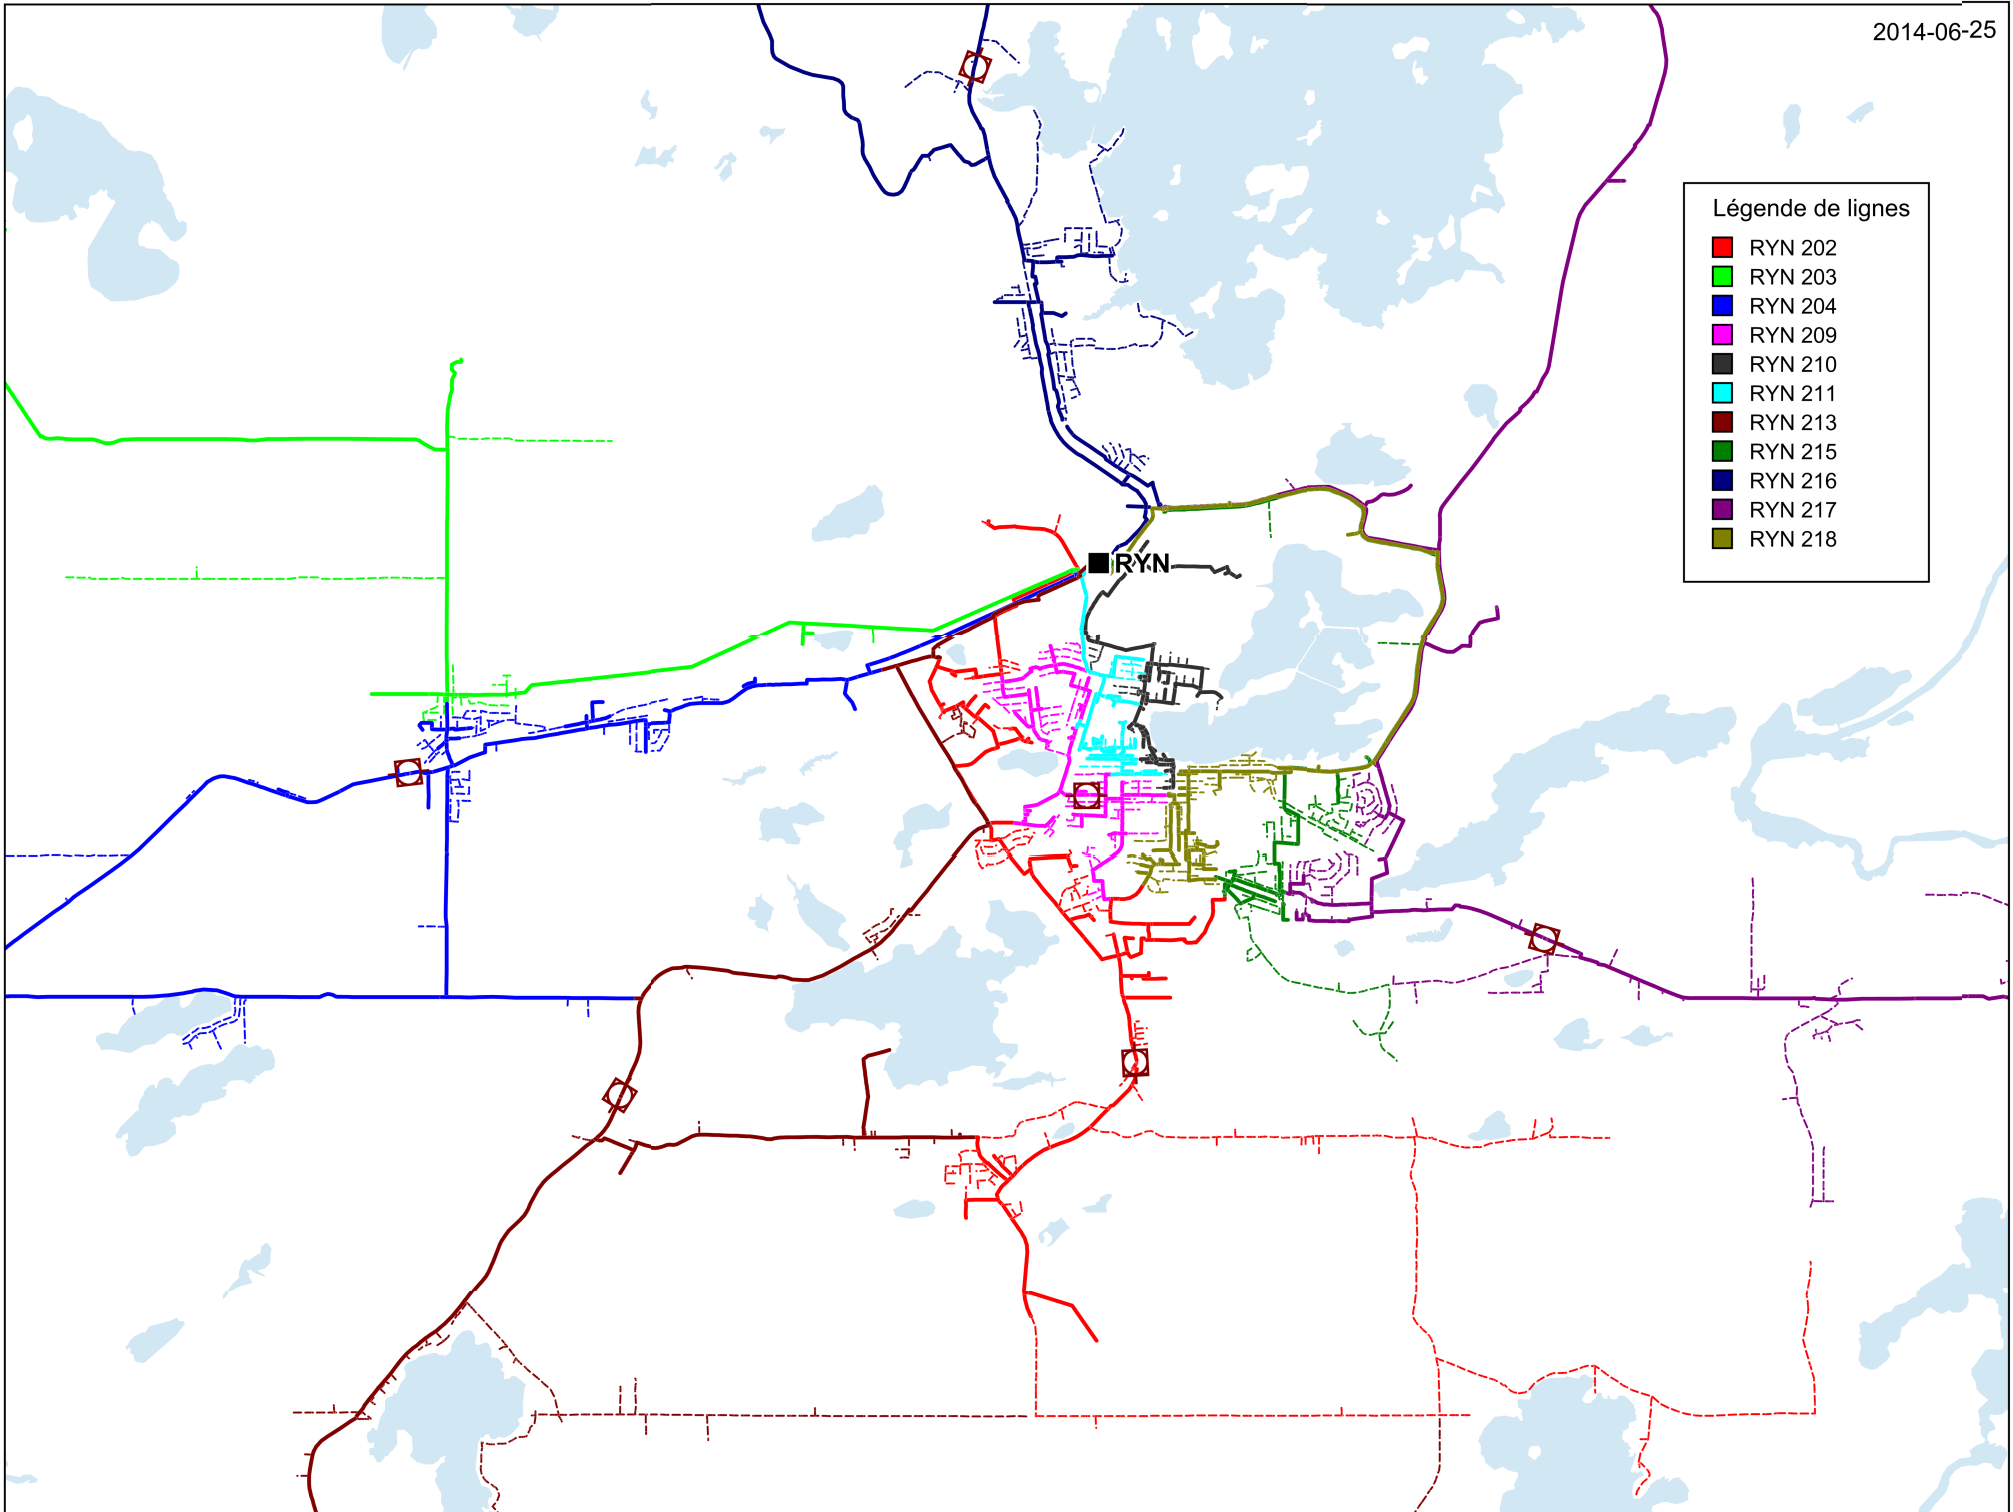 2014-06-25
Légende de lignes
RYN 202
RYN 203
RYN 204
RYN 209
RYN 210
RYN 211
RYN 213
RYN 215
RYN 216
RYN 217
RYN 218
RYN